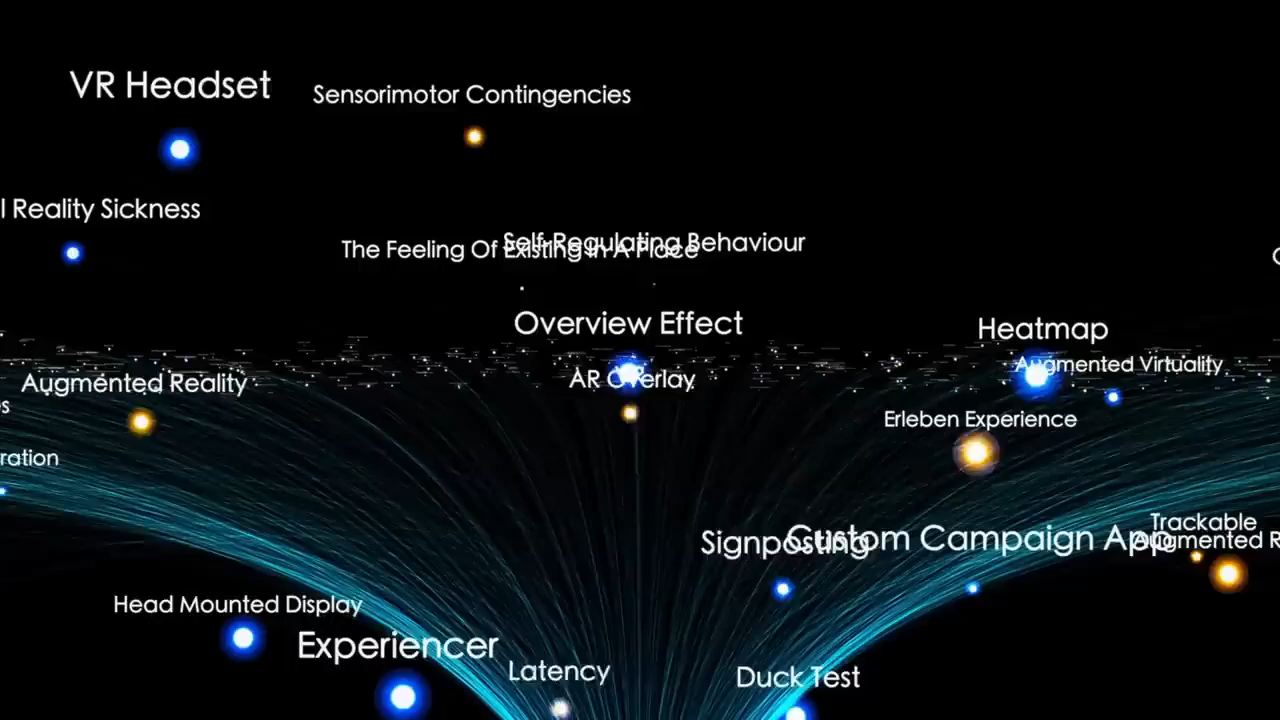 VR Headset
Sensorimotor Contingencies
l Reality Sickness
Self-Regulating Behaviour
The Feeling Of Existing In A Place
Overview Effect
Heatmap
Augmented Virtuality
AR Overlay
Augmented Reality
s
Erleben Experience
ration
Trackable
Signposting
Custom Campaign App
Augmented R
Head Mounted Display
Experiencer
Latency
Duck Test